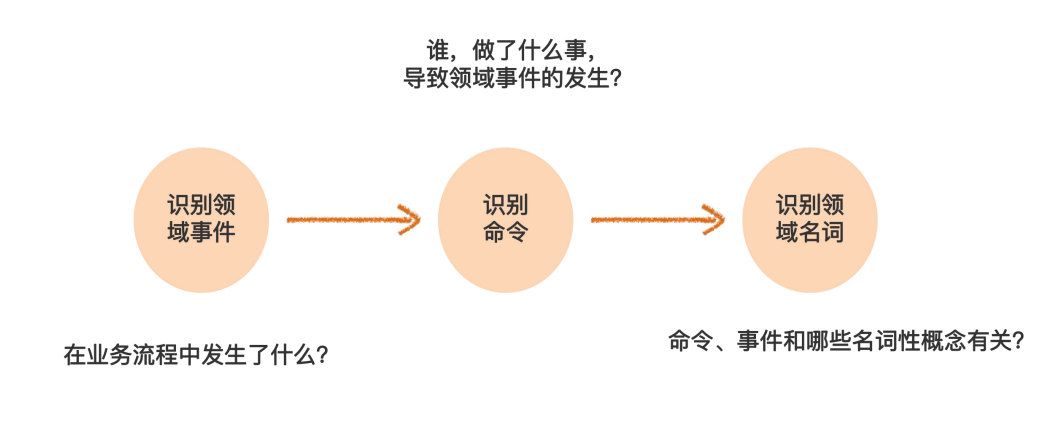 谁，做了什么事，
导致领域事件的发生？
识别领
域事件
识别
命令
识别领
域名词
在业务流程中发生了什么？
命令、事件和哪些名词性概念有关？